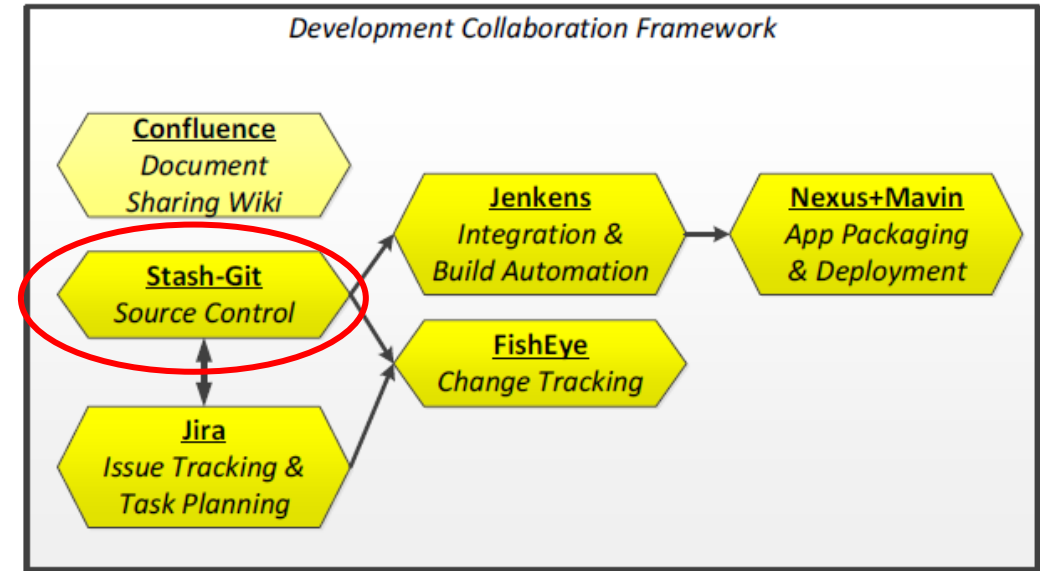 Development Collaboration Framework
Confluence
Document
Sharing Wiki
Stash-Git
Source Control
Jira
Issue Tracking &
Task Planning
Jenkens
Integration &
Build Automation
FishEye
Change Tracking
Nexus+Mavin
App Packaging
& Deployment